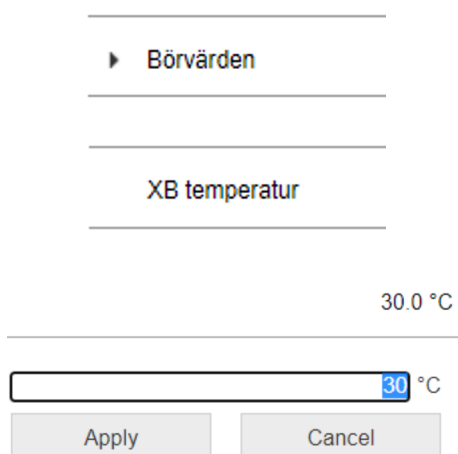 Börvärden
XB temperatur
30.0 °C
30 °C
Apply Cancel